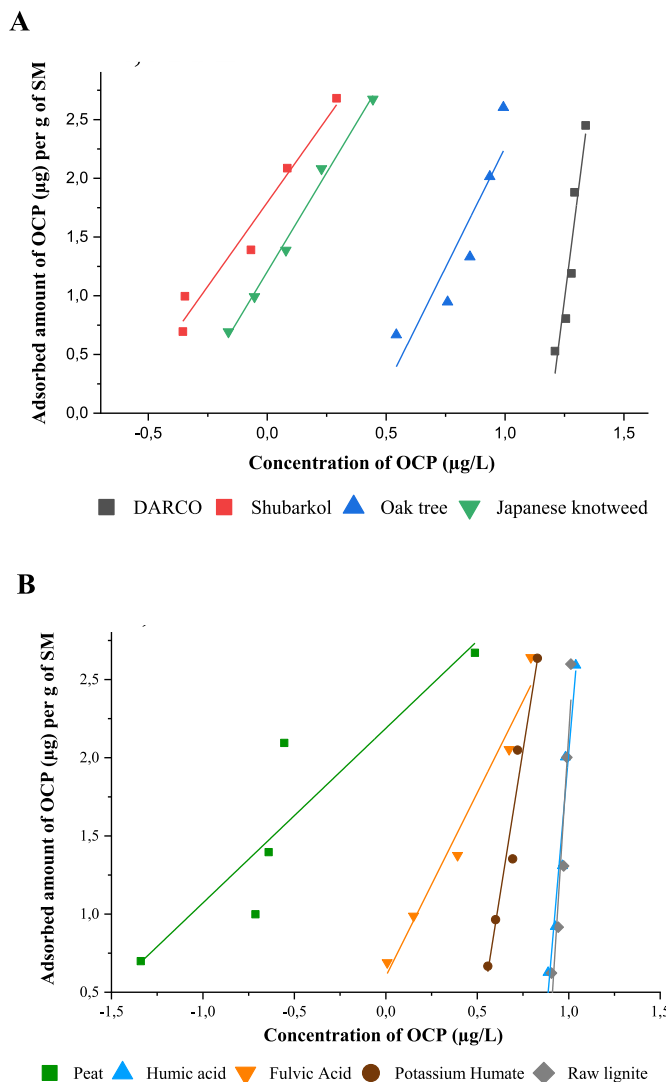 A
Adsorbed amount of OCP (µg) per g of SM
2,5
2,0
1,5
1,0
0,5
0,0
-0,5 0,0 0,5 1,0 1,5
Concentration of OCP (µg/L)
DARCO Shubarkol Oak tree Japanese knotweed
B
Adsorbed amount of OCP (µg) per g of SM
2,5
2,0
1,5
1,0
0,5
-1,5 -1,0 -0,5 0,0 0,5 1,0 1,5
Concentration of OCP (µg/L)
Peat Humic acid Fulvic Acid Potassium Humate Raw lignite